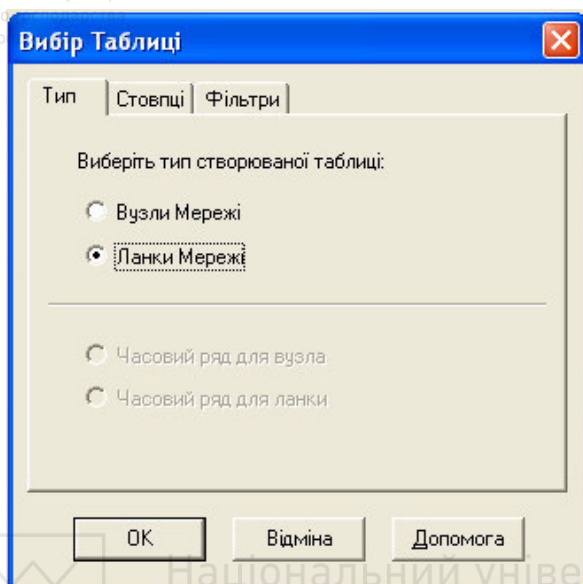 Вибір Таблиці
Тип Стовпці Фільтри
Виберіть тип створюваної таблиці:
Вузли Мережі
Ланки Мережі
Часовий ряд для вузла
Часовий ряд для ланки
OK Відміна Допомога
Національний